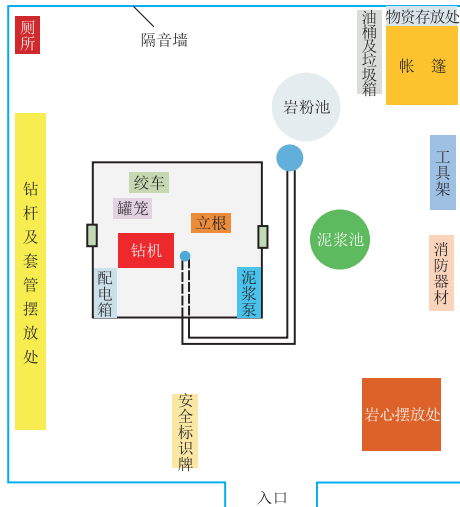 厕所
隔音墙
油桶及垃圾箱
物资存放处
帐篷
岩粉池
钻杆及套管摆放处
绞车
罐笼
立根
钻机
配电箱
泥浆泵
泥浆池
工具架
消防器材
安全标识牌
岩心摆放处
入口